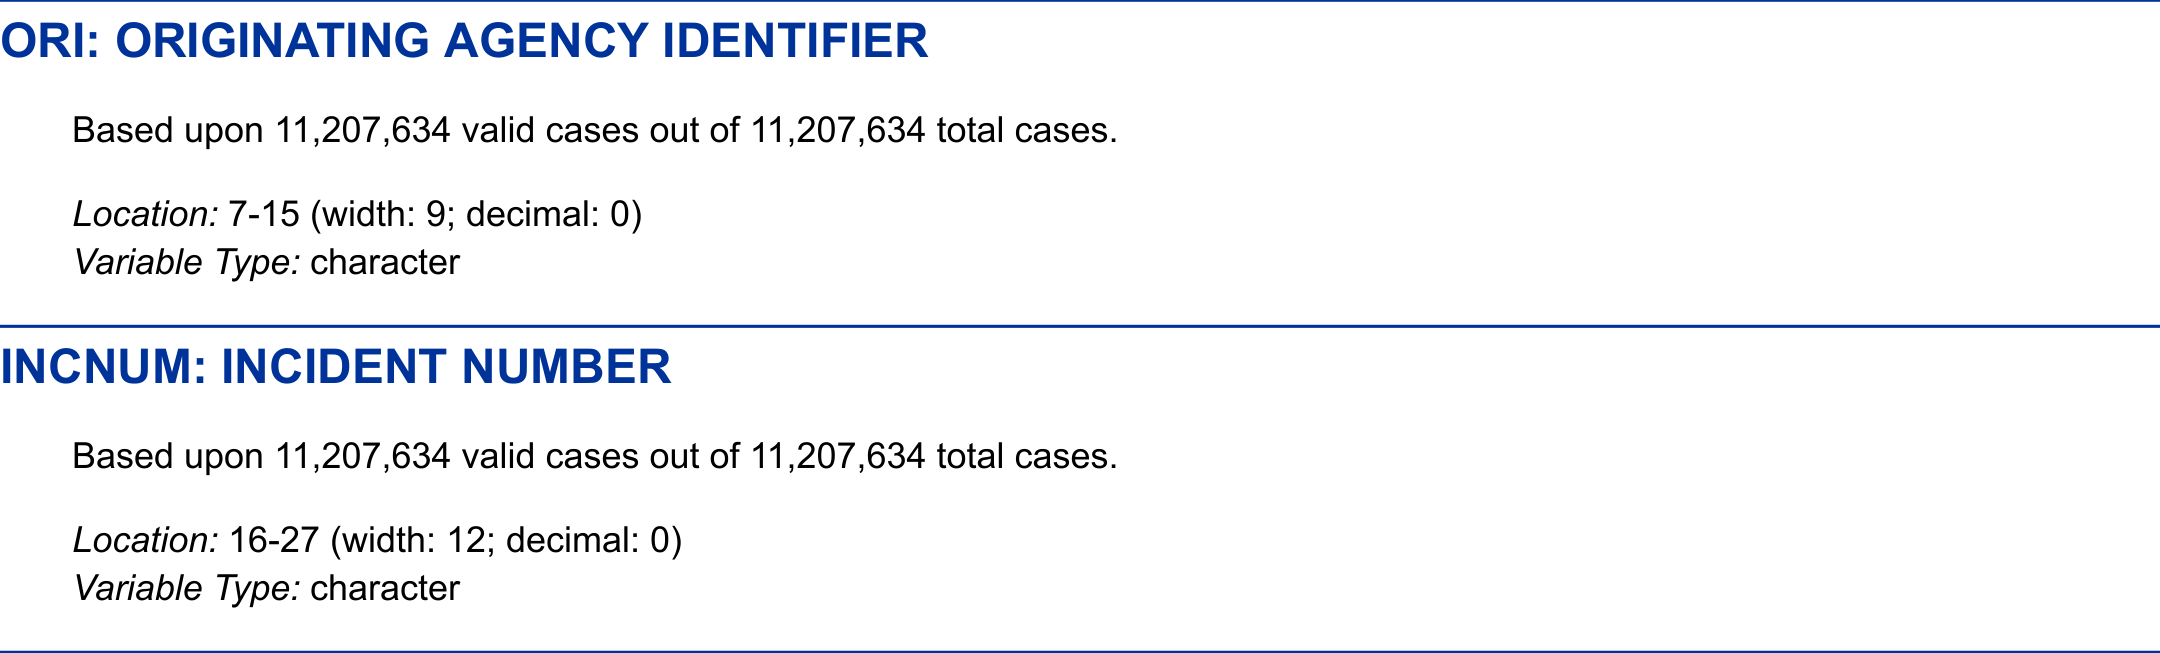 ORI: ORIGINATING AGENCY IDENTIFIER
Based upon 11,207,634 valid cases out of 11,207,634 total cases.
Location: 7-15 (width: 9; decimal: 0)
Variable Type: character
INCNUM: INCIDENT NUMBER
Based upon 11,207,634 valid cases out of 11,207,634 total cases.
Location: 16-27 (width: 12; decimal: 0)
Variable Type: character